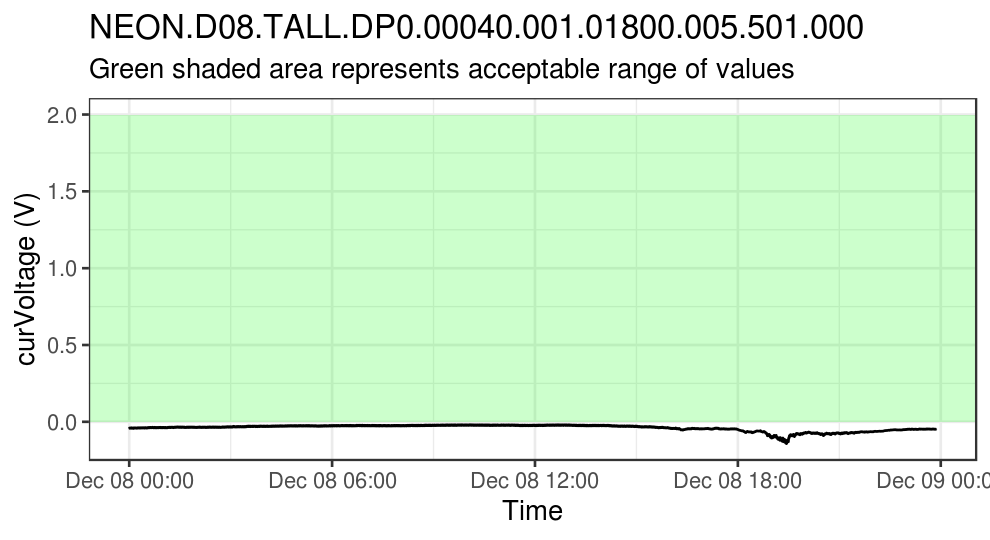 NEON.D08.TALL.DP0.00040.001.01800.005.501.000
Green shaded area represents acceptable range of values
2.0
1.5
1.0
0.5
0.0
curVoltage (V)
Dec 08 00:00 Dec 08 06:00 Dec 08 12:00 Dec 08 18:00 Dec 09 00:0
Time